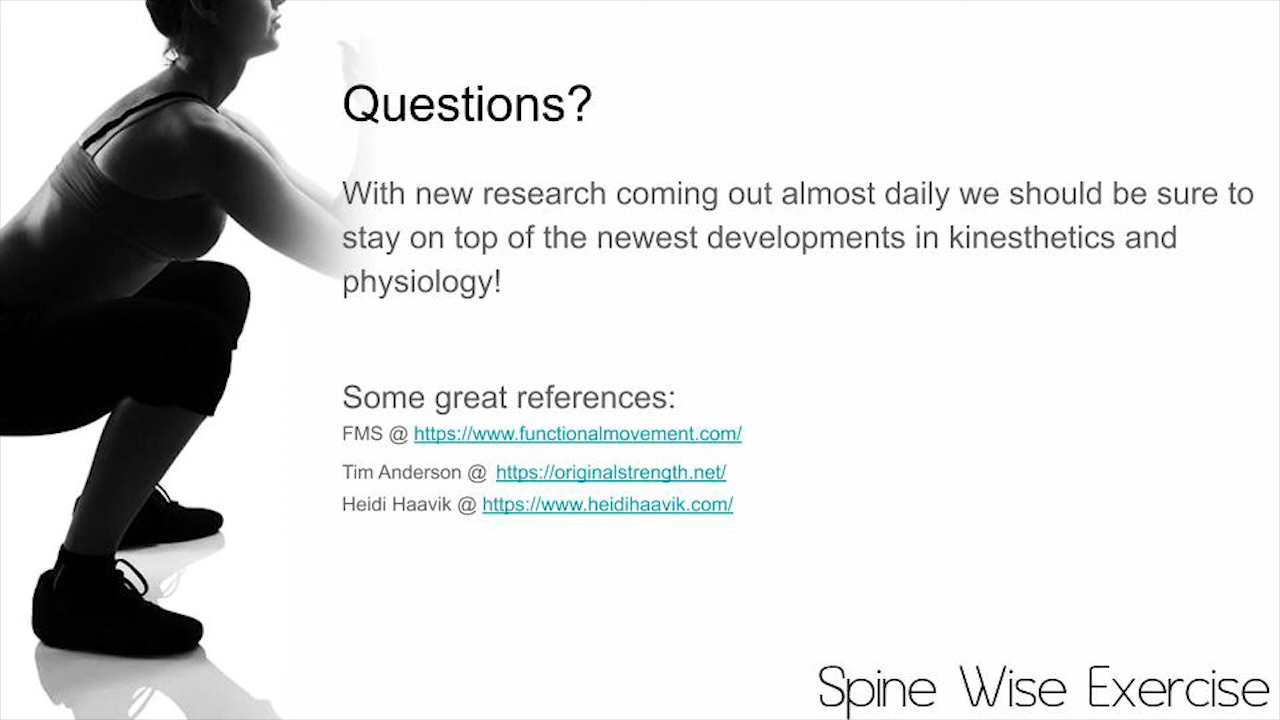 Questions?
With new research coming out almost daily we should be sure to
stay on top of the newest developments in kinesthetics and
physiology!
Some great references:
FMS @ https://www.functionalmovement.com/
Tim Anderson @ https://originalstrength.net/
Heidi Haavik @ https://www.heidihaavik.com/
Spine Wise Exercise